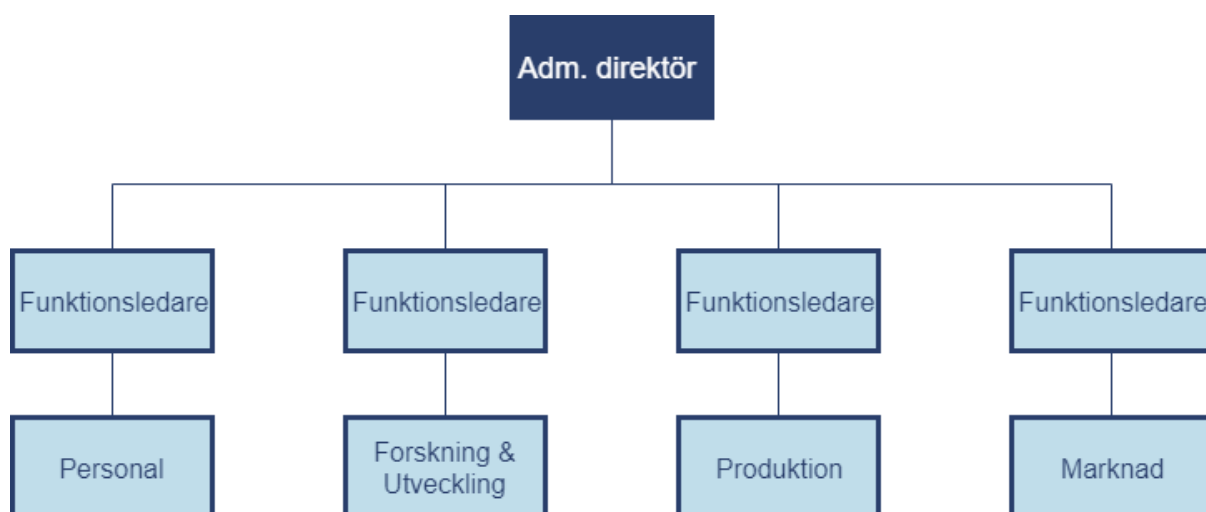 Adm. direktör
Funktionsledare
Funktionsledare
Funktionsledare
Funktionsledare
Personal
Forskning &
Utveckling
Produktion
Marknad